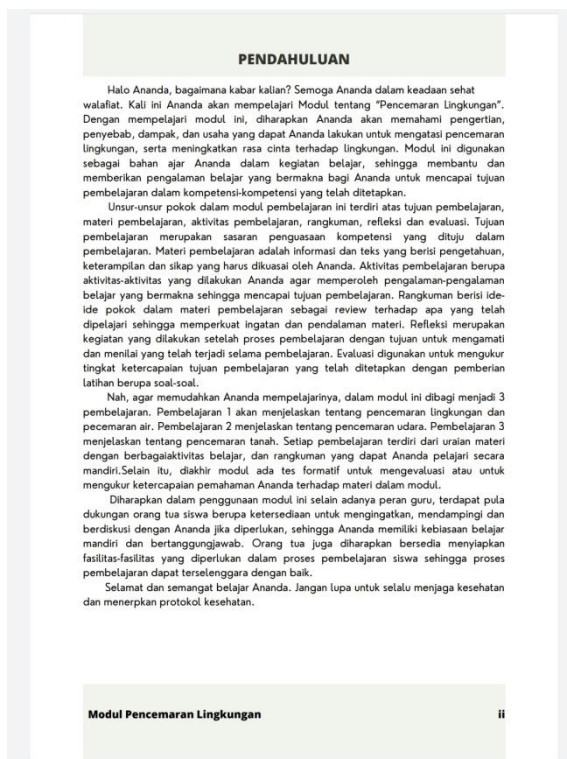 PENDAHULUAN
Halo Ananda, bagaimana kabar kalian? Semoga Ananda dalam keadaan sehat
walafiat. Kali ini Ananda akan mempelajari Modul tentang "Pencemaran Lingkungan".
Dengan mempelajari modul ini, diharapkan Ananda akan memahami pengertian,
penyebab, dampak, dan usaha yang dapat Ananda lakukan untuk mengatasi pencemaran
lingkungan, serta meningkatkan rasa cinta terhadap lingkungan. Modul ini digunakan
sebagai bahan ajar Ananda dalam kegiatan belajar, sehingga membantu dan
memberikan pengalaman belajar yang bermakna bagi Ananda untuk mencapai tujuan
pembelajaran dalam kompetensi-kompetensi yang telah ditetapkan.
Unsur-unsur pokok dalam modul pembelajaran ini terdiri atas tujuan pembelajaran,
materi pembelajaran, aktivitas pembelajaran, rangkuman, refleksi dan evaluasi. Tujuan
pembelajaran merupakan sasaran penguasaan kompetensi yang dituju dalam
pembelajaran. Materi pembelajaran adalah informasi dan teks yang berisi pengetahuan,
keterampilan dan sikap yang harus dikuasai oleh Ananda. Aktivitas pembelajaran berupa
aktivitas-aktivitas yang dilakukan Ananda agar memperoleh pengalaman-pengalaman
belajar yang bermakna sehingga mencapai tujuan pembelajaran. Rangkuman berisi ide-
ide pokok dalam materi pembelajaran sebagai review terhadap apa yang telah
dipelajari sehingga memperkuat ingatan dan pendalaman materi. Refleksi merupakan
kegiatan yang dilakukan setelah proses pembelajaran dengan tujuan untuk mengamati
dan menilai yang telah terjadi selama pembelajaran. Evaluasi digunakan untuk mengukur
tingkat ketercapaian tujuan pembelajaran yang telah ditetapkan dengan pemberian
latihan berupa soal-soal.
Nah, agar memudahkan Ananda mempelajarinya, dalam modul ini dibagi menjadi 3
pembelajaran. Pembelajaran 1 akan menjelaskan tentang pencemaran lingkungan dan
pecemaran air. Pembelajaran 2 menjelaskan tentang pencemaran udara. Pembelajaran 3
menjelaskan tentang pencemaran tanah. Setiap pembelajaran terdiri dari uraian materi
dengan berbagaiaktivitas belajar, dan rangkuman yang dapat Ananda pelajari secara
mandiri.Selain itu, diakhir modul ada tes formatif untuk mengevaluasi atau untuk
mengukur ketercapaian pemahaman Ananda terhadap materi dalam modul.
Diharapkan dalam penggunaan modul ini selain adanya peran guru, terdapat pula
dukungan orang tua siswa berupa ketersediaan untuk mengingatkan, mendampingi dan
berdiskusi dengan Ananda jika diperlukan, sehingga Ananda memiliki kebiasaan belajar
mandiri dan bertanggungjawab. Orang tua juga diharapkan bersedia menyiapkan
fasilitas-fasilitas yang diperlukan dalam proses pembelajaran siswa sehingga proses
pembelajaran dapat terselenggara dengan baik.
Selamat dan semangat belajar Ananda. Jangan lupa untuk selalu menjaga kesehatan
dan menerpkan protokol kesehatan.
Modul Pencemaran Lingkungan ii